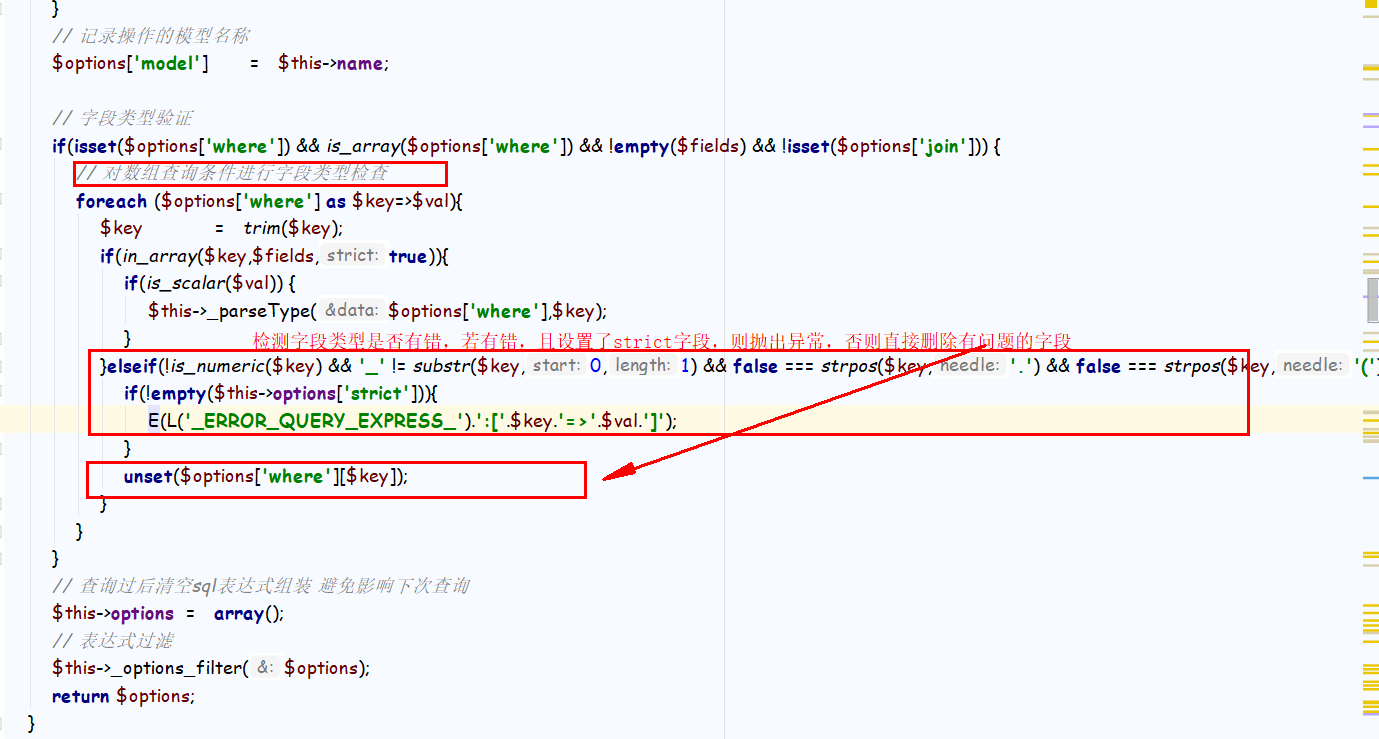 }
// 记录操作的模型名称
$options['model'] = $this->name;
// 字段类型验证
if(isset($options['where']) && is_array($options['where']) && !empty($fields) && !isset($options['join'])) {
// 对数组查询条件进行字段类型检查
foreach ($options['where'] as $key=>$val){
$key = trim($key);
if(in_array($key,$fields, strict: true)){
if(is_scalar($val)) {
$this->_parseType( &data: $options['where'],$key);
}
检测字段类型是否有错，若有错，且设置了strict字段，则抛出异常，否则直接删除有问题的字段
}elseif(!is_numeric($key) && '_' != substr($key, start: 0, length: 1) && false === strpos($key, needle: '.') && false === strpos($key, needle: '(')
if(!empty($this->options['strict'])){
E(L('_ERROR_QUERY_EXPRESS_').':['.$key.'=>'.$val.']');
}
unset($options['where'][$key]);
}
}
}
// 查询过后清空sql表达式组装 避免影响下次查询
$this->options = array();
// 表达式过滤
$this->_options_filter( &: $options);
return $options;
}